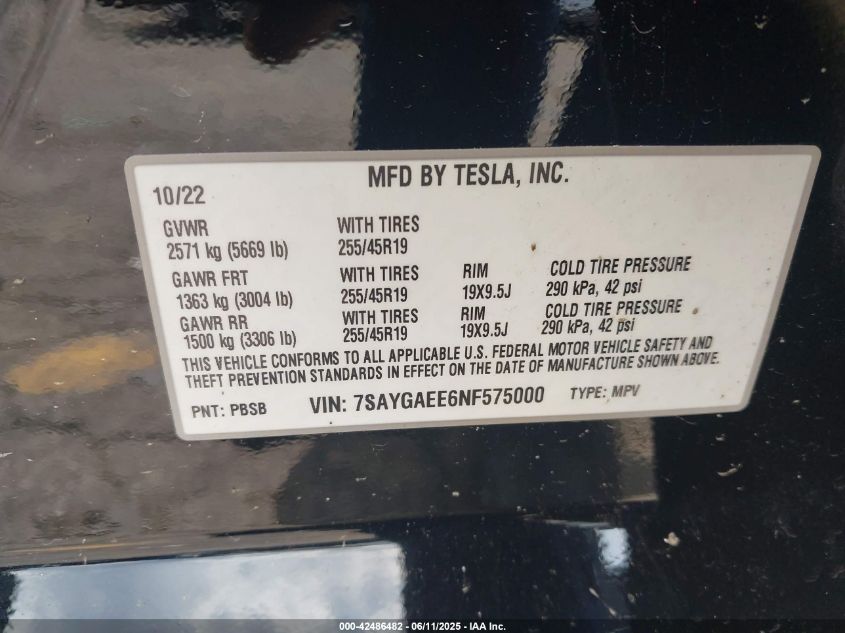 MFD BY TESLA, INC.
10/22
GVWR WITH TIRES
2571 kg (5669 lb) 255/45R19
GAWR FRT WITH TIRES RIM COLD TIRE PRESSURE
1363 kg (3004 lb) 255/45R19 19X9.5J 290 kPa, 42 psi
GAWR RR WITH TIRES RIM COLD TIRE PRESSURE
1500 kg (3306 lb) 255/45R19 19X9.5J 290 kPa, 42 psi
THIS VEHICLE CONFORMS TO ALL APPLICABLE U.S. FEDERAL MOTOR VEHICLE SAFETY AND
THEFT PREVENTION STANDARDS IN EFFECT ON THE DATE OF MANUFACTURE SHOWN ABOVE.
PNT: PBSB VIN: 7SAYGAEE6NF575000 TYPE: MPV
000-42486482 - 06/11/2025 - IAA Inc.